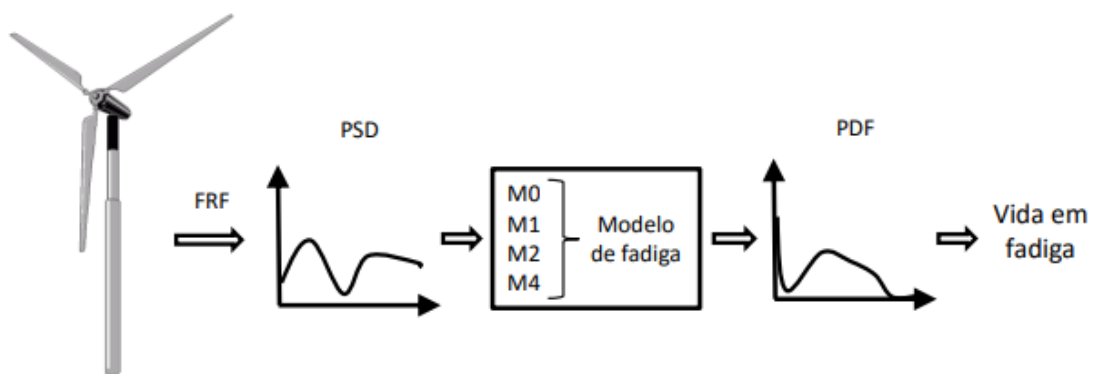 FRF
PSD
M0
M1
M2
M4
Modelo
de fadiga
PDF
Vida em
fadiga